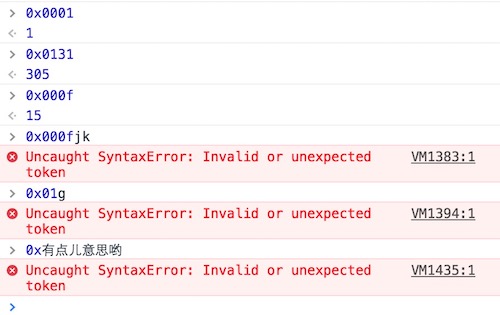 0x0001
1
0x0131
305
0x000f
15
0x000fjk
Uncaught SyntaxError: Invalid or unexpected VM1383:1
token
0x01g
Uncaught SyntaxError: Invalid or unexpected VM1394:1
token
0x有点儿意思哟
Uncaught SyntaxError: Invalid or unexpected VM1435:1
token